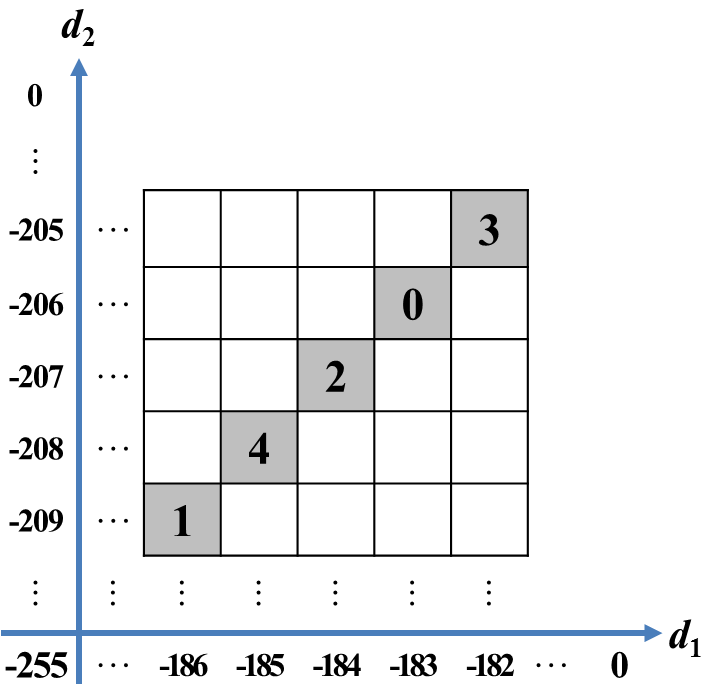 d2
0
⋮
-205 ⋯ 3
-206 ⋯ 0
-207 ⋯ 2
-208 ⋯ 4
-209 ⋯ 1
⋮ ⋮ ⋮ ⋮ ⋮ ⋮ ⋮
d1
-255 ⋯ -186 -185 -184 -183 -182 ⋯ 0